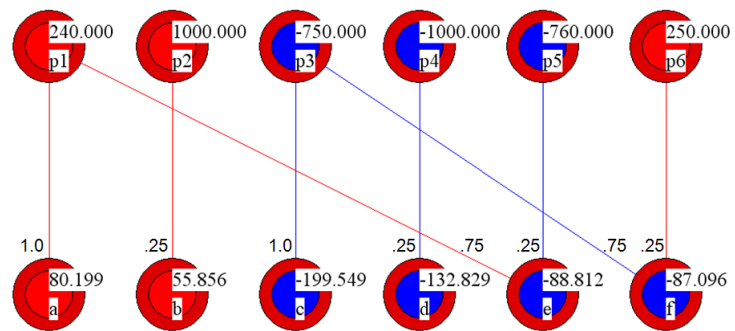 240.000 1000.000 -750.000 -1000.000 -760.000 250.000
p1 p2 p3 p4 p5 p6
1.0 .25 1.0 .25 .75 .25 .75 .25
80.199 55.856 -199.549 -132.829 -88.812 -87.096
a b c d e f